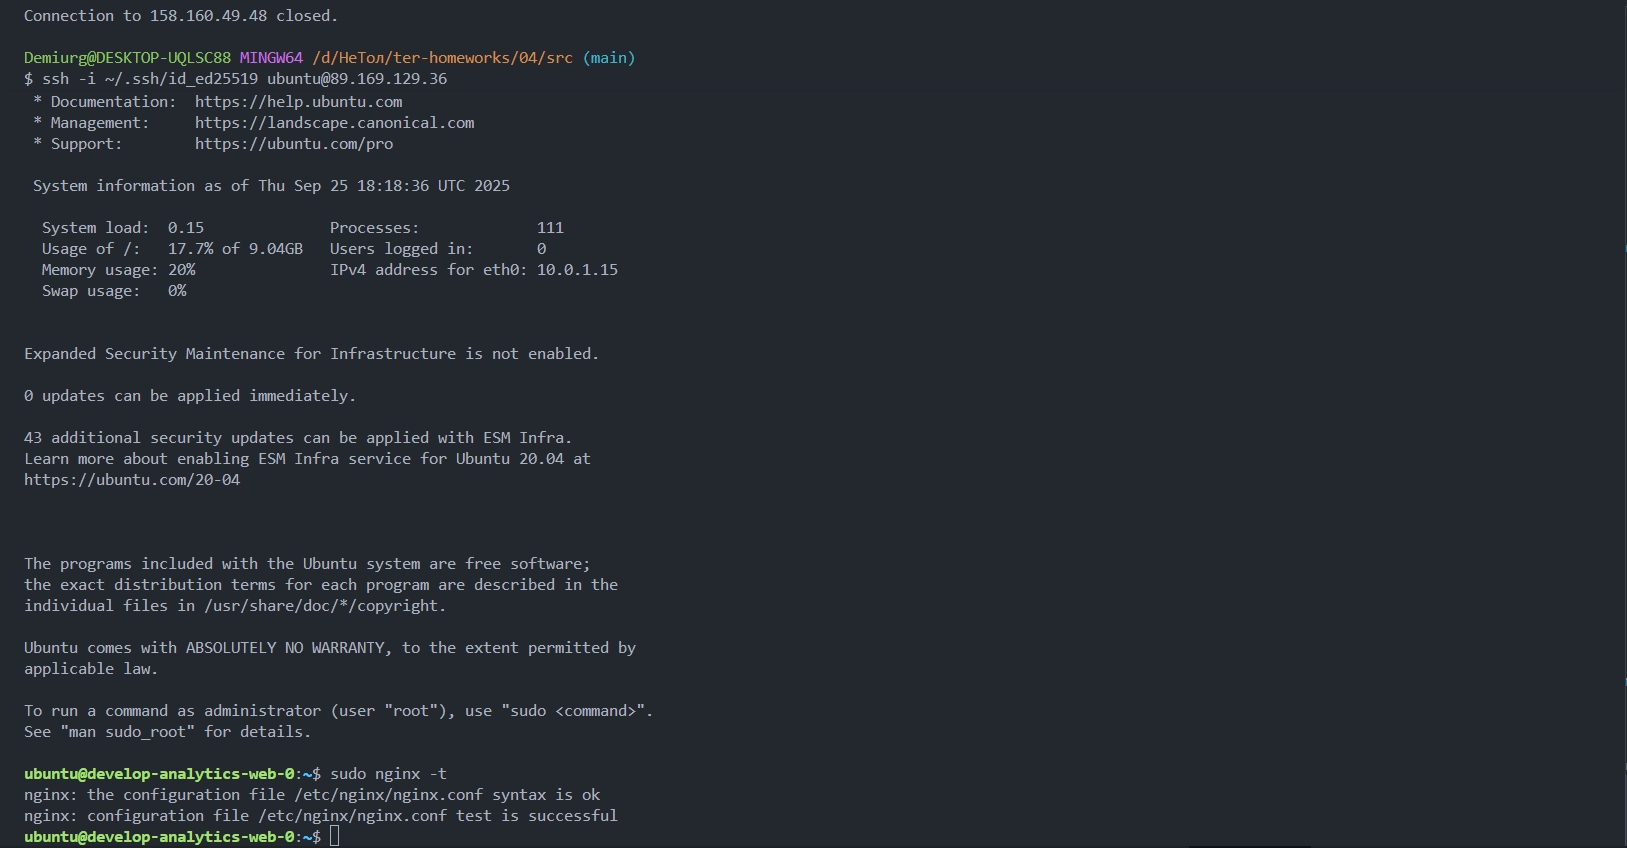 Connection to 158.160.49.48 closed.
Demiurg@DESKTOP-UQLSC88 MINGW64 /d/НеТол/ter-homeworks/04/src (main)
$ ssh -i ~/.ssh/id_ed25519 ubuntu@89.169.129.36
* Documentation:  https://help.ubuntu.com
* Management:     https://landscape.canonical.com
* Support:        https://ubuntu.com/pro
System information as of Thu Sep 25 18:18:36 UTC 2025
System load:  0.15              Processes:             111
Usage of /:   17.7% of 9.04GB   Users logged in:       0
Memory usage: 20%               IPv4 address for eth0: 10.0.1.15
Swap usage:   0%
Expanded Security Maintenance for Infrastructure is not enabled.
0 updates can be applied immediately.
43 additional security updates can be applied with ESM Infra.
Learn more about enabling ESM Infra service for Ubuntu 20.04 at
https://ubuntu.com/20-04
The programs included with the Ubuntu system are free software;
the exact distribution terms for each program are described in the
individual files in /usr/share/doc/*/copyright.
Ubuntu comes with ABSOLUTELY NO WARRANTY, to the extent permitted by
applicable law.
To run a command as administrator (user "root"), use "sudo <command>".
See "man sudo_root" for details.
ubuntu@develop-analytics-web-0:~$ sudo nginx -t
nginx: the configuration file /etc/nginx/nginx.conf syntax is ok
nginx: configuration file /etc/nginx/nginx.conf test is successful
ubuntu@develop-analytics-web-0:~$